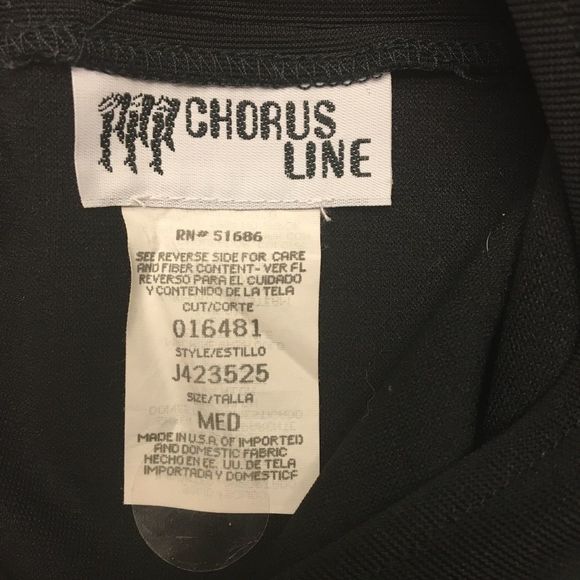 CHORUS
LINE
RN# 51686
SEE REVERSE SIDE FOR CARE
AND FIBER CONTENT- VER FL
REVERSO PARA EL CUIDADO
Y CONTENIDO DE LA TELA
CUT/CORTE
016481
STYLE/ESTILLO
J423525
SIZE/TALLA
MED
MADE IN U.S.A. OF IMPORTED
AND DOMESTIC FABRIC
HECHO EN EE. UU. DE TELA
IMPORTADA Y DOMESTICF